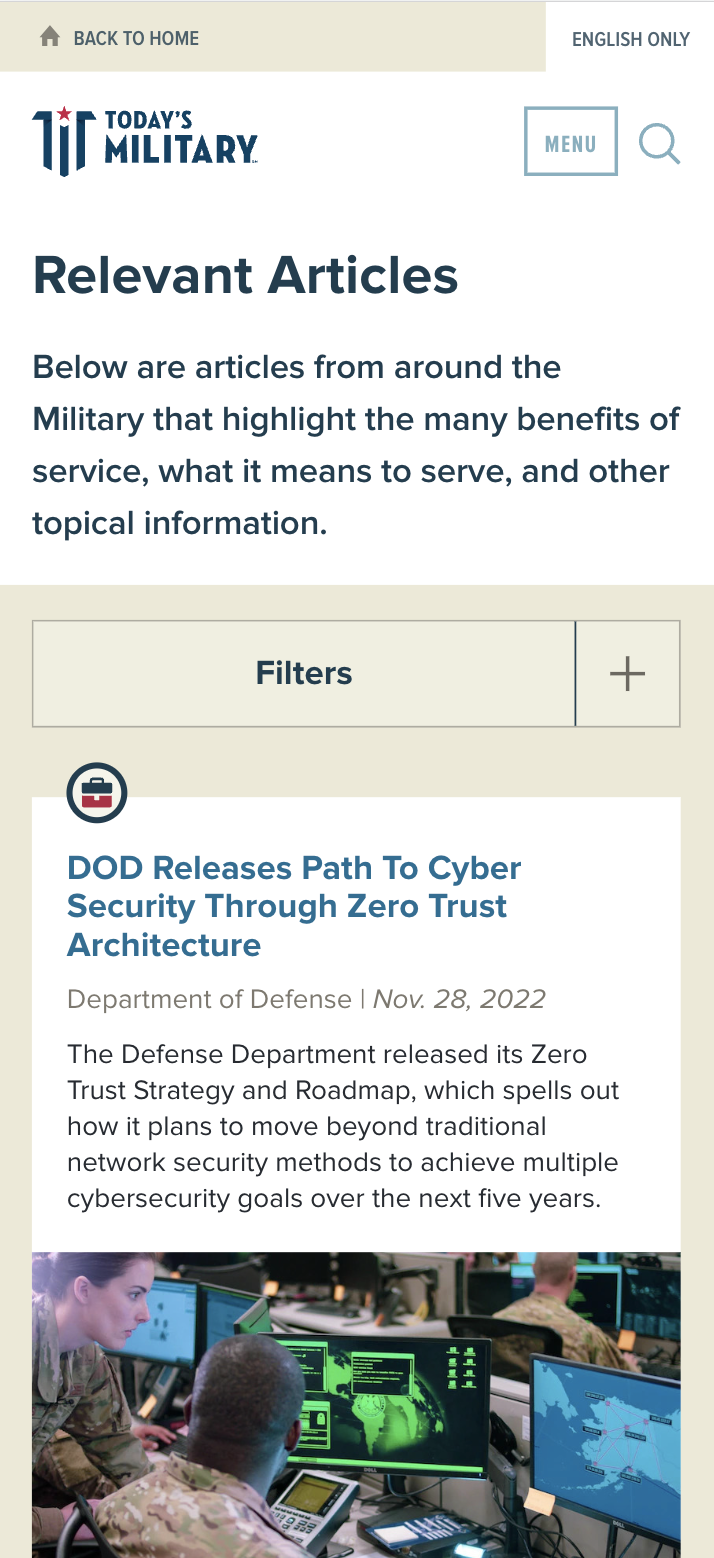 BACK TO HOME
ENGLISH ONLY
TODAY'S
MILITARY
MENU
Relevant Articles
Below are articles from around the
Military that highlight the many benefits of
service, what it means to serve, and other
topical information.
Filters
DOD Releases Path To Cyber
Security Through Zero Trust
Architecture
Department of Defense | Nov. 28, 2022
The Defense Department released its Zero
Trust Strategy and Roadmap, which spells out
how it plans to move beyond traditional
network security methods to achieve multiple
cybersecurity goals over the next five years.
DELL
DELL